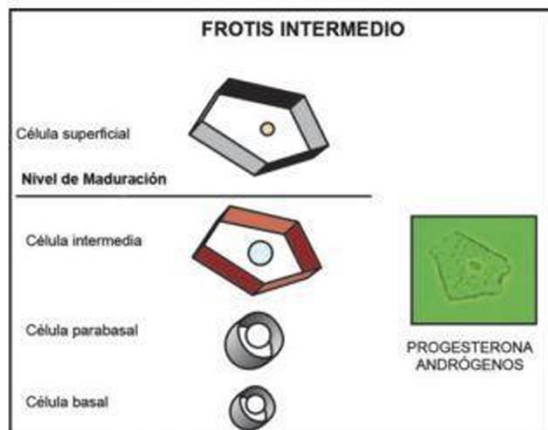 FROTIS INTERMEDIO
Célula superficial
Nivel de Maduración
Célula intermedia
Célula parabasal
Célula basal
PROGESTERONA
ANDRÓGENOS